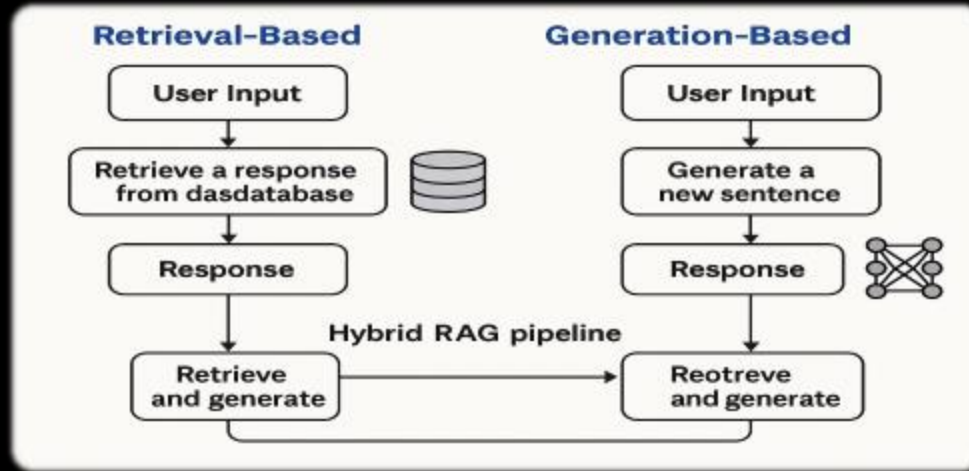 Retrieval-Based
User Input
Retrieve a response
from dasdatabase
Response
Generation-Based
User Input
Generate a
new sentence
Response
Hybrid RAG pipeline
Retrieve
and generate
Reotreve
and generate